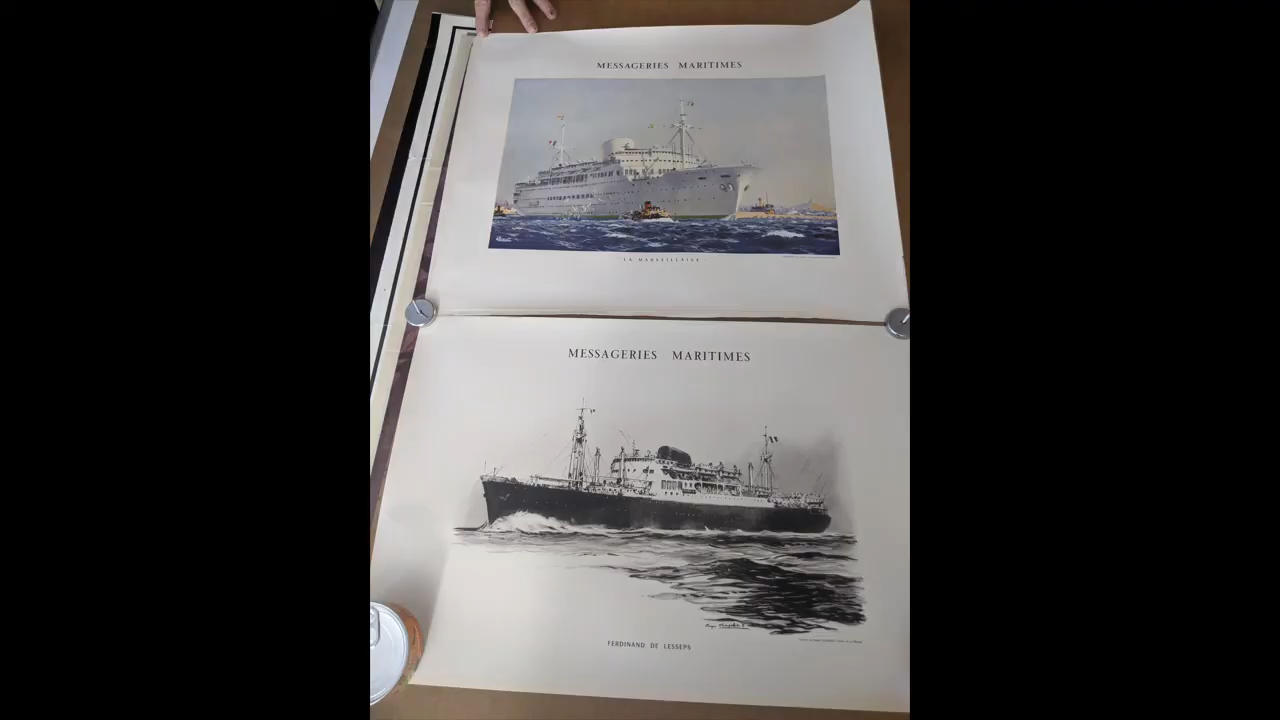 MESSAGERIES MARITIMES
"LA MARSEILLAISE"
MESSAGERIES MARITIMES
FERDINAND DE LESSEPS